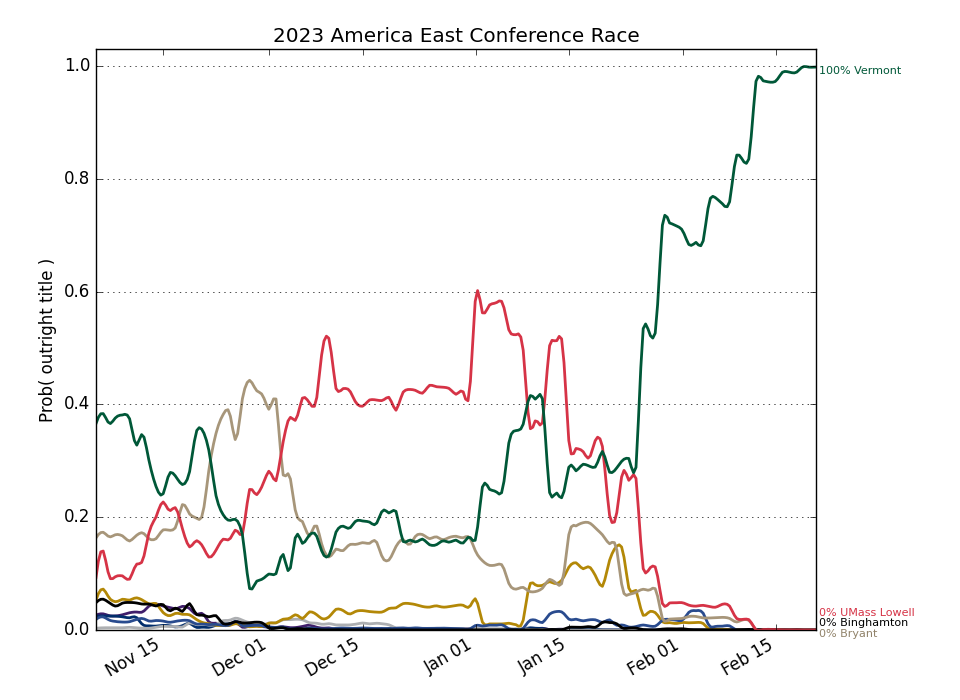 2023 America East Conference Race
Prob( outright title )
1.0
0.8
0.6
0.4
0.2
0.0
Nov 15
Dec 01
Dec 15
Jan 01
Jan 15
Feb 01
Feb 15
100% Vermont
0% UMass Lowell
0% Binghamton
0% Bryant